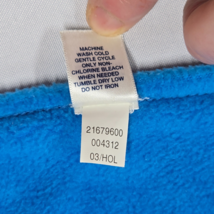 MACHINE
WASH COLD
GENTLE CYCLE
ONLY NON-
CHLORINE BLEACH
WHEN NEEDED
TUMBLE DRY LOW
DO NOT IRON
21679600
004312
03/HOL